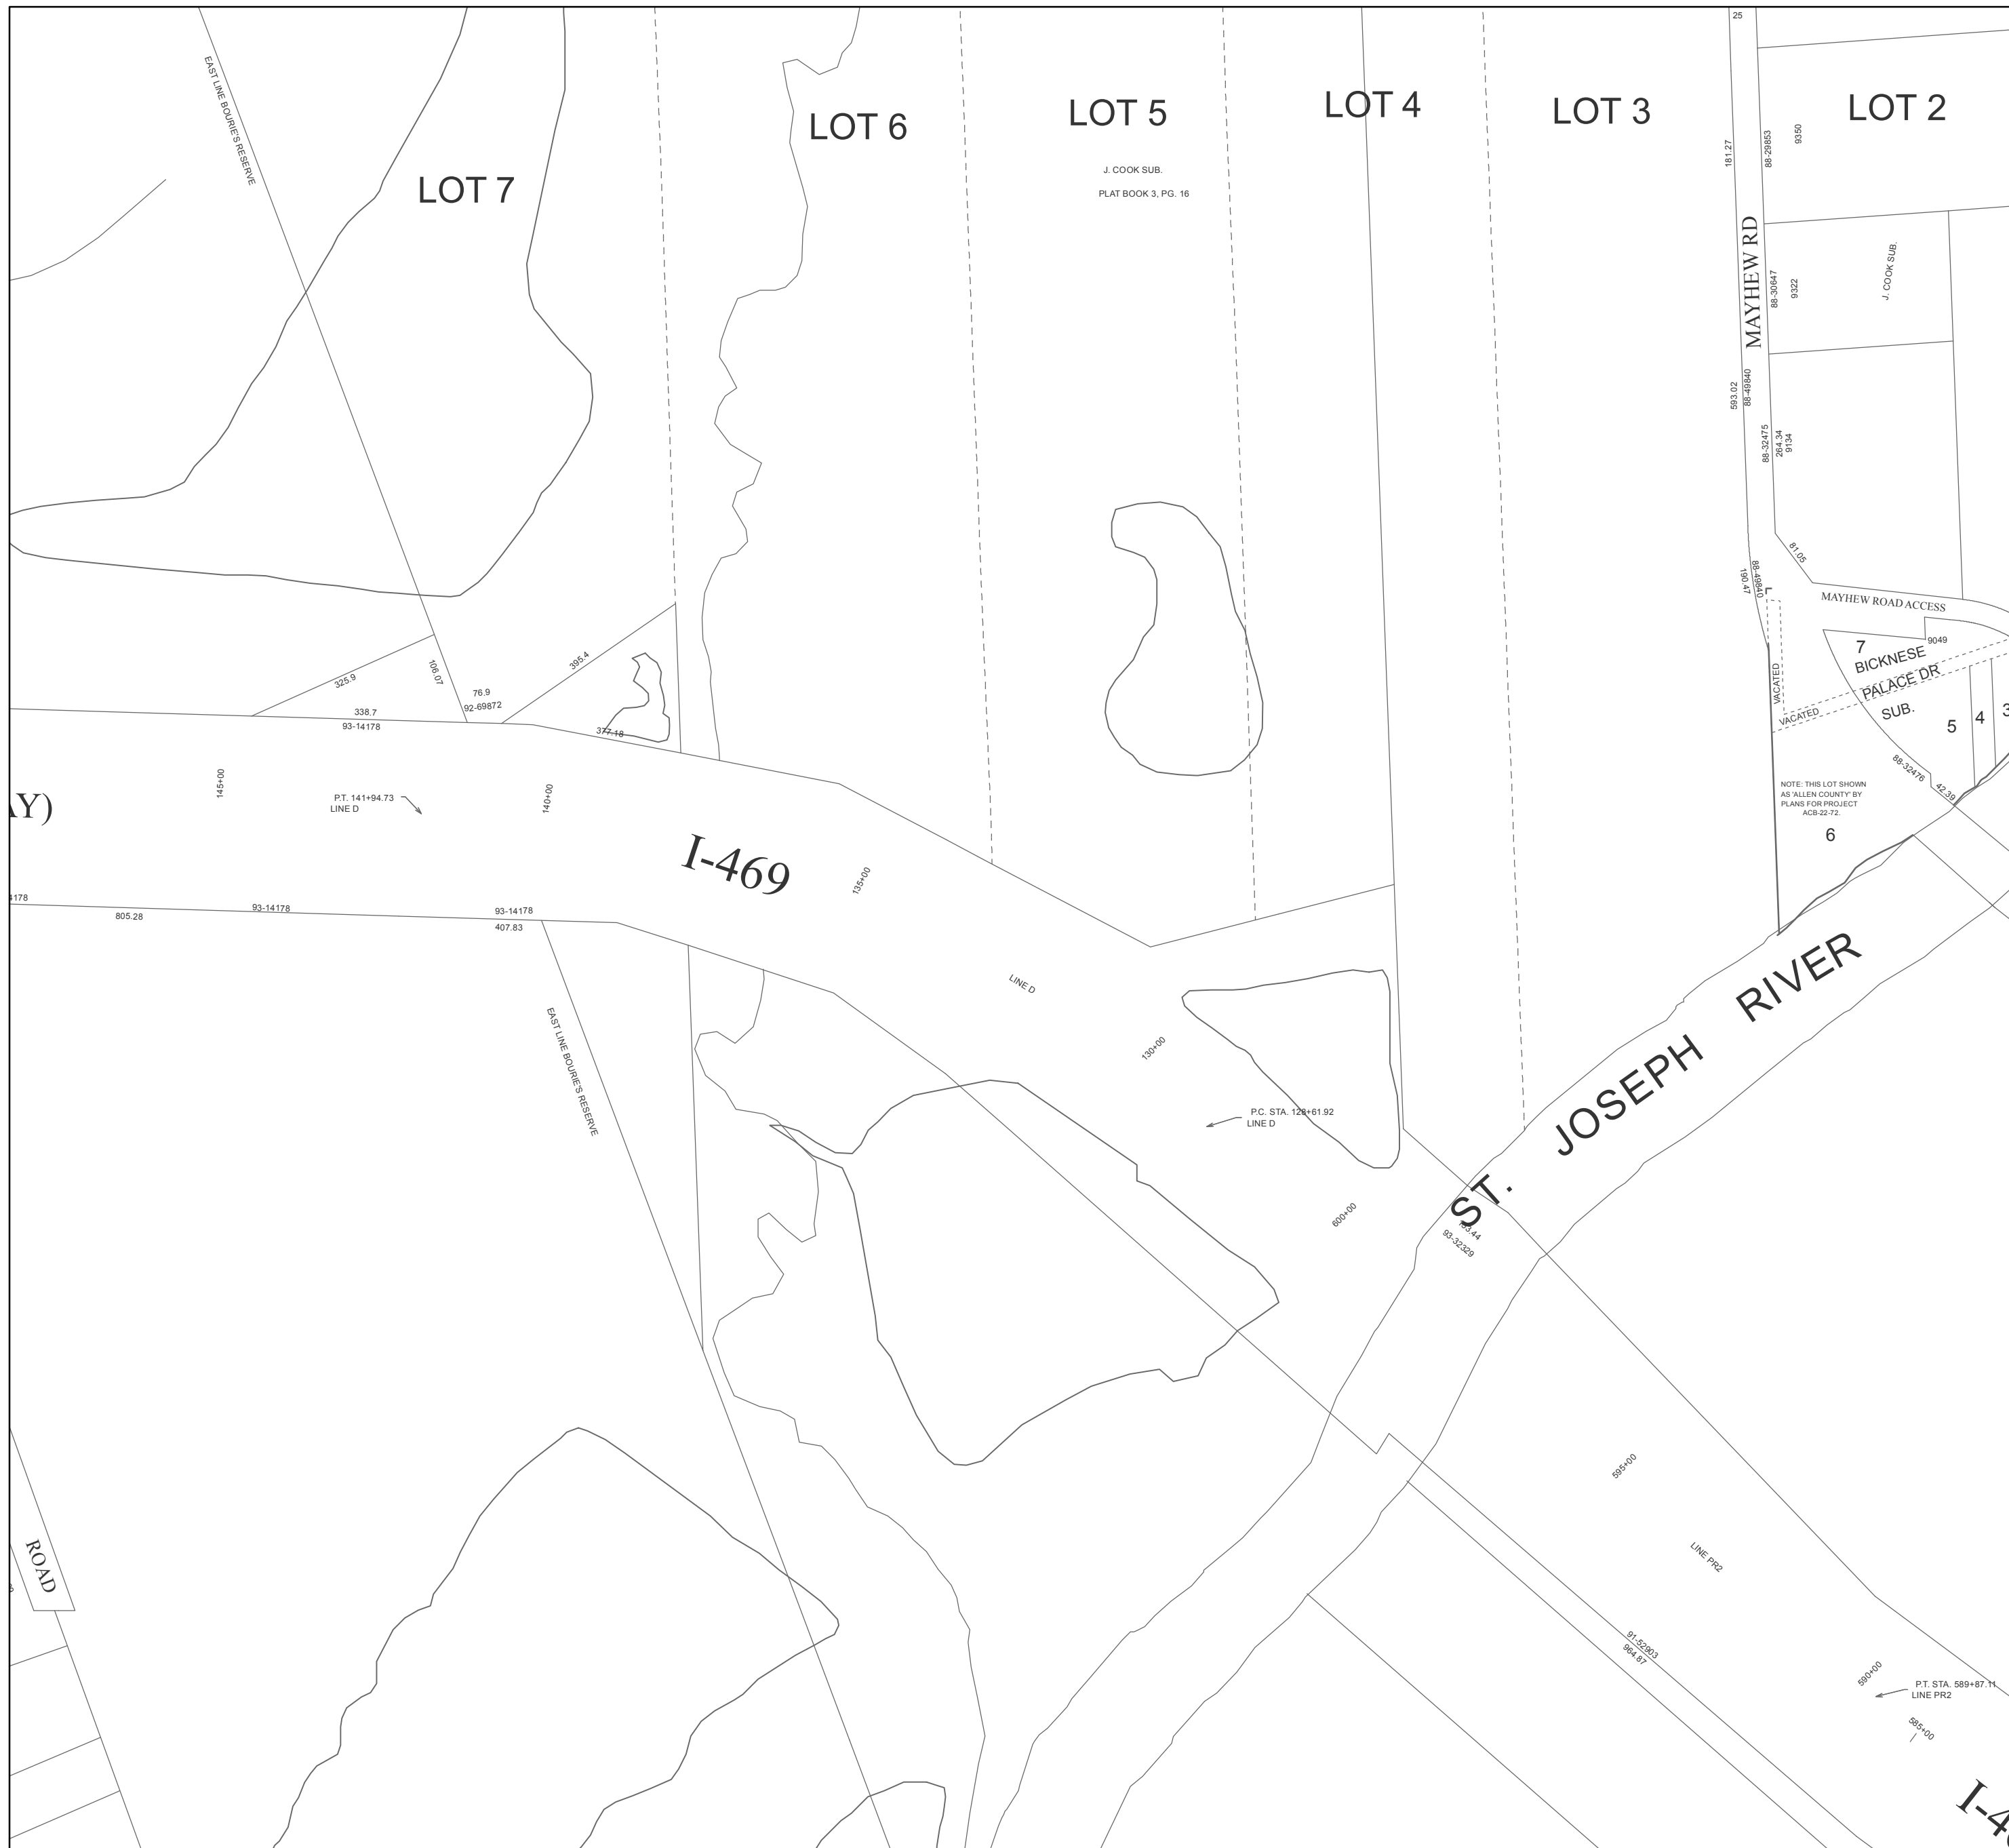 25
LOT 2
LOT 3
LOT 4
LOT 5
LOT 6
LOT 7
EAST LINE BOURIE'S RESERVE
J. COOK SUB.
PLAT BOOK 3, PG. 16
181.27
88-29853
9350
MAYHEW RD
88-30647
9322
J. COOK SUB.
593.02
88-49840
88-32475
264.34
9134
81.05
190.47
88-49840
MAYHEW ROAD ACCESS
9049
7
BICKNESE
PALACE DR
SUB.
VACATED
VACATED
5
4
3
88-32476
42.39
NOTE: THIS LOT SHOWN
AS 'ALLEN COUNTY' BY
PLANS FOR PROJECT
ACB-22-72.
6
325.9
106.07
395.4
76.9
92-69872
338.7
93-14178
377.18
145+00
P.T. 141+94.73
LINE D
140+00
AY)
I-469
135+00
4178
805.28
93-14178
93-14178
407.83
LINE D
EAST LINE BOURIE'S RESERVE
130+00
P.C. STA. 128+61.92
LINE D
600+00
ST. JOSEPH RIVER
93-32329
595+00
LINE PR2
ROAD
91-52903
964.87
590+00
P.T. STA. 589+87.11
LINE PR2
585+00
I-4